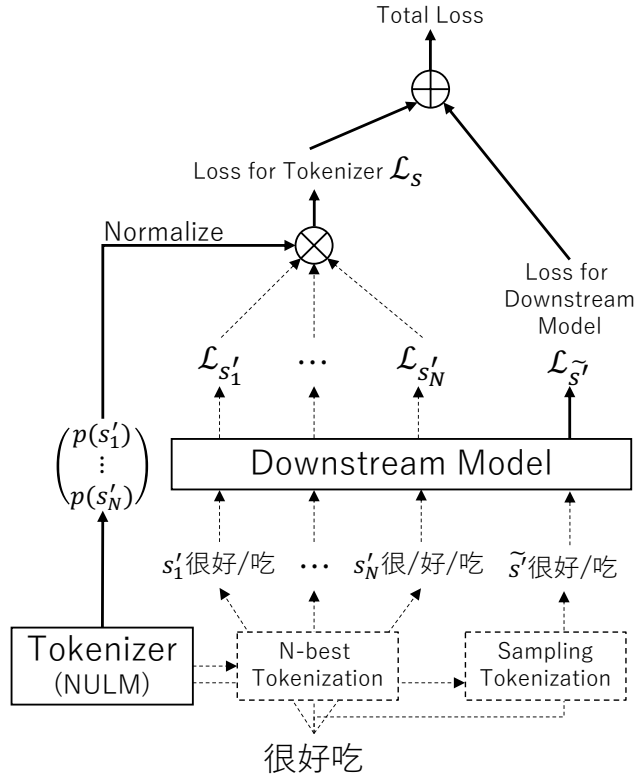 Total Loss
Loss for Tokenizer ℒ_s
Normalize
Loss for
Downstream
Model
ℒ_{s′_1}
⋯
ℒ_{s′_N}
ℒ_{s̃′}
p(s′_1)
⋮
p(s′_N)
Downstream Model
s′_1很好/吃
⋯
s′_N很/好/吃
s̃′很好/吃
Tokenizer
(NULM)
N-best
Tokenization
Sampling
Tokenization
很好吃